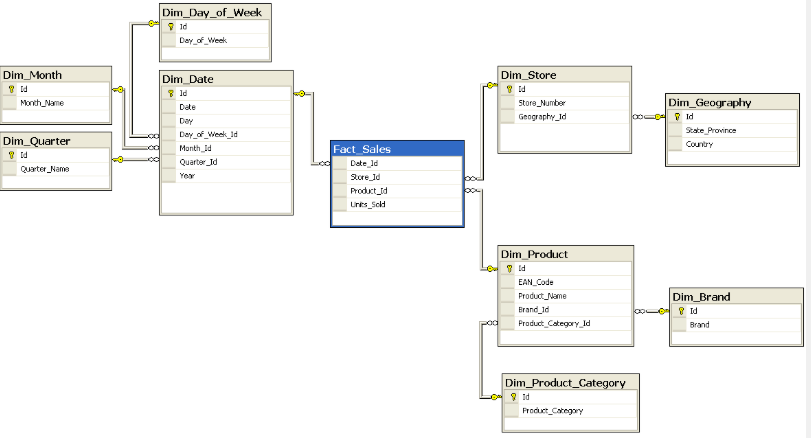 Dim_Day_of_Week
Id
Day_of_Week
Dim_Month
Id
Month_Name
Dim_Quarter
Id
Quarter_Name
Dim_Date
Id
Date
Day
Day_of_Week_Id
Month_Id
Quarter_Id
Year
Fact_Sales
Date_Id
Store_Id
Product_Id
Units_Sold
Dim_Store
Id
Store_Number
Geography_Id
Dim_Geography
Id
State_Province
Country
Dim_Product
Id
EAN_Code
Product_Name
Brand_Id
Product_Category_Id
Dim_Brand
Id
Brand
Dim_Product_Category
Id
Product_Category